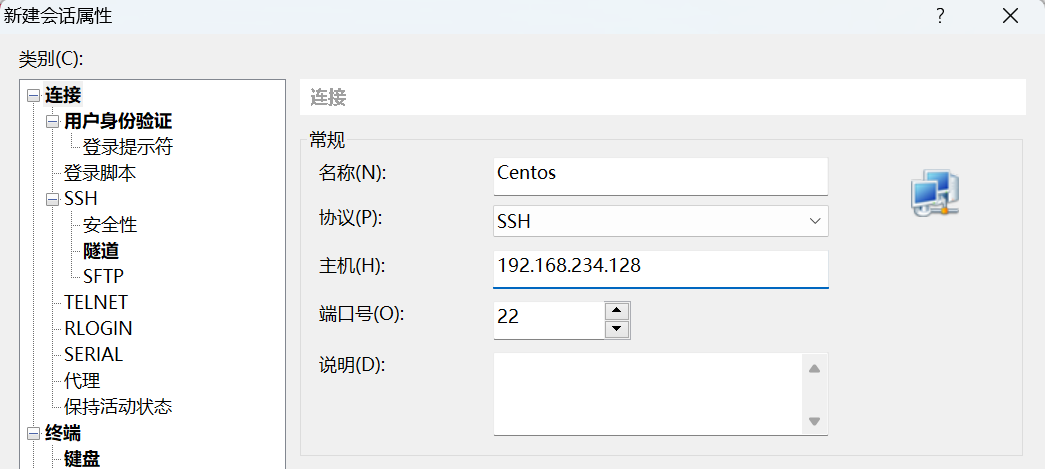 新建会话属性 ?
类别(C):
连接
用户身份验证
登录提示符
登录脚本
SSH
安全性
隧道
SFTP
TELNET
RLOGIN
SERIAL
代理
保持活动状态
终端
键盘
连接
常规
名称(N): Centos
协议(P): SSH
主机(H): 192.168.234.128
端口号(O): 22
说明(D):